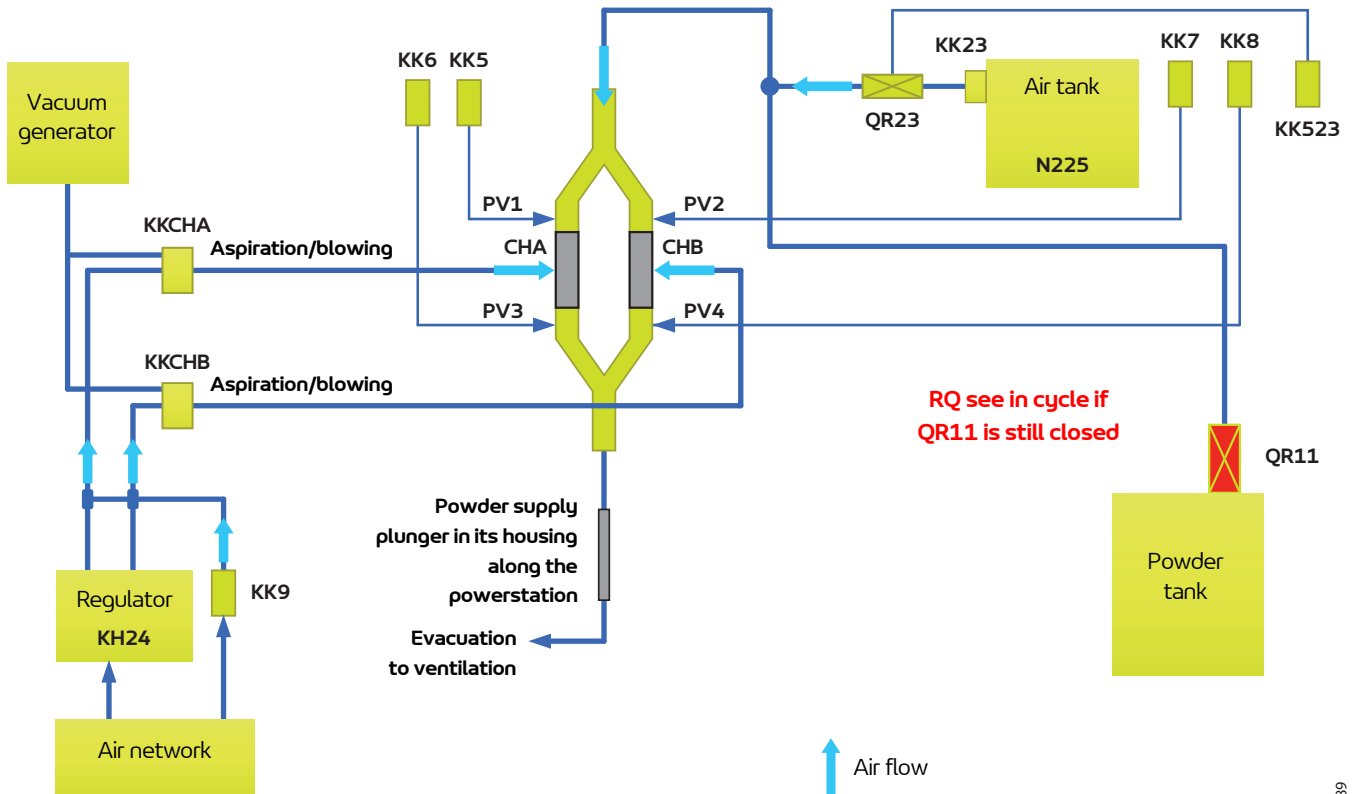 KK6
KK5
KK23
KK7
KK8
Vacuum
generator
Air tank
N225
QR23
KK523
KKCHA
Aspiration/blowing
PV1
PV2
CHA
CHB
PV3
PV4
KKCHB
Aspiration/blowing
RQ see in cycle if
QR11 is still closed
QR11
Powder supply
plunger in its housing
along the
powerstation
Powder
tank
Regulator
KH24
KK9
Evacuation
to ventilation
Air network
Air flow
39